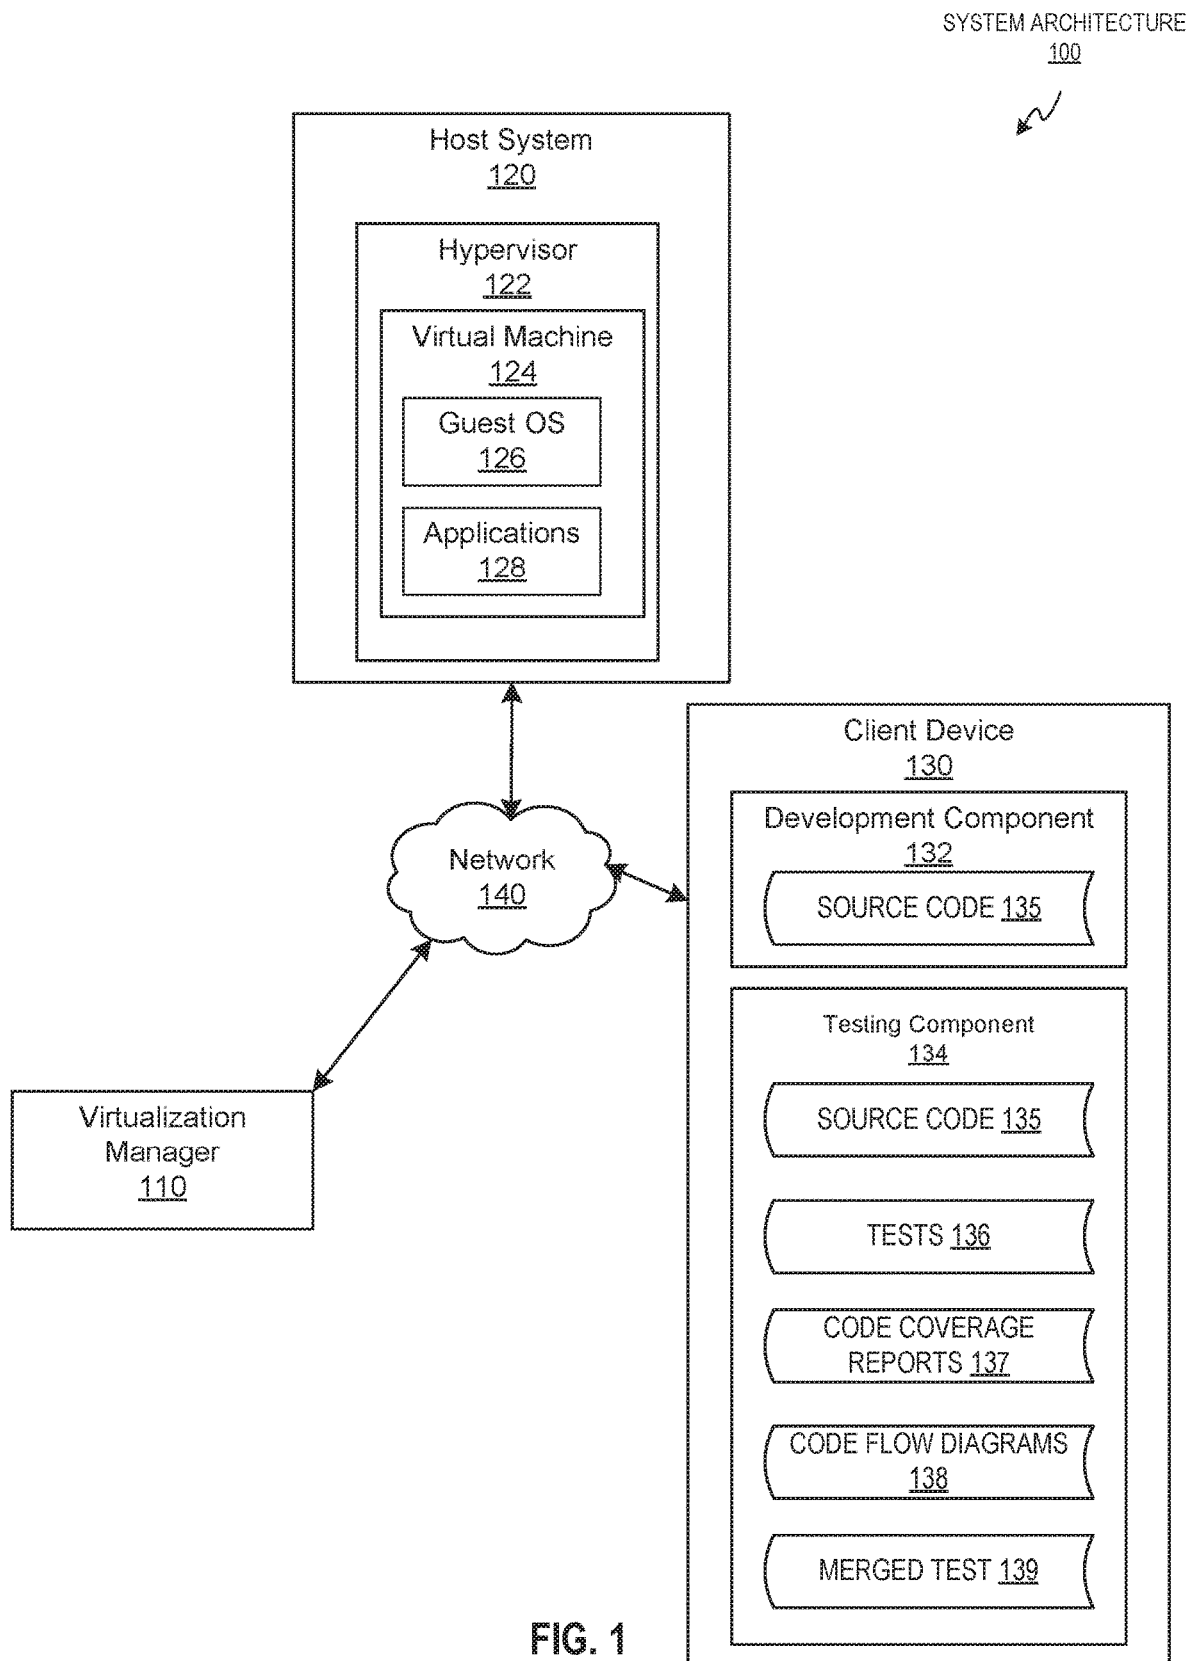 SYSTEM ARCHITECTURE
100
Host System
120
Hypervisor
122
Virtual Machine
124
Guest OS
126
Applications
128
Network
140
Virtualization
Manager
110
Client Device
130
Development Component
132
SOURCE CODE 135
Testing Component
134
SOURCE CODE 135
TESTS 136
CODE COVERAGE
REPORTS 137
CODE FLOW DIAGRAMS
138
MERGED TEST 139
FIG. 1